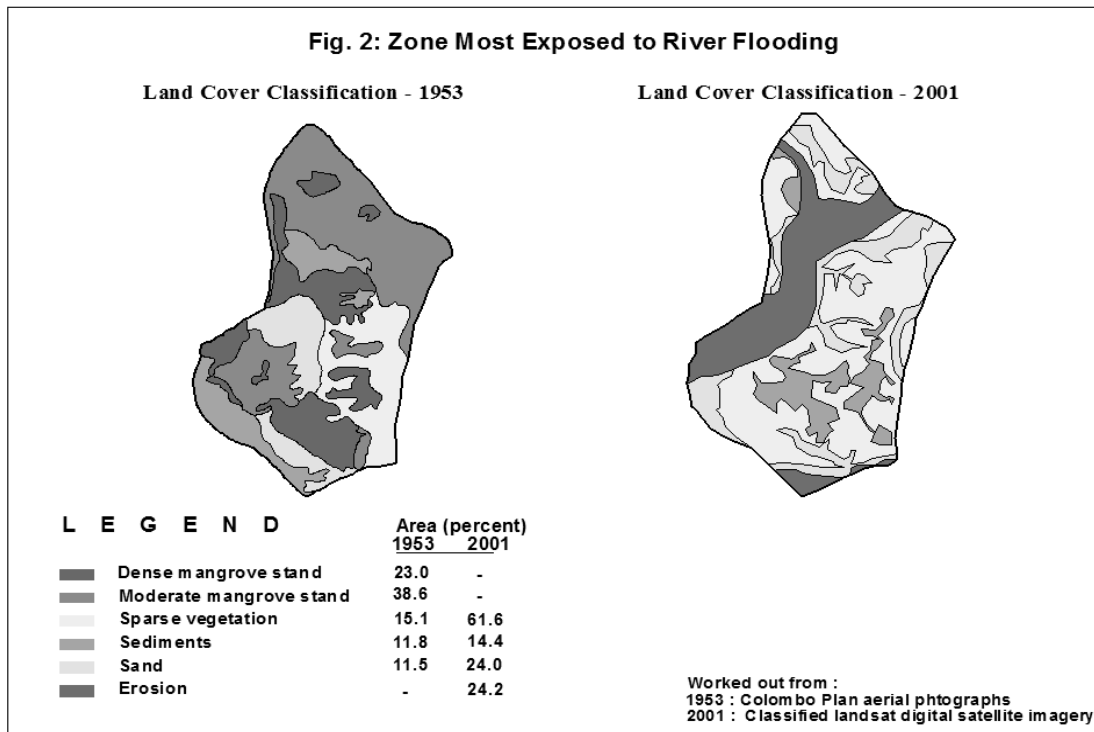 Fig. 2: Zone Most Exposed to River Flooding
Land Cover Classification - 1953
Land Cover Classification - 2001
L E G E N D
Area (percent)
1953 2001
Dense mangrove stand 23.0 -
Moderate mangrove stand 38.6 -
Sparse vegetation 15.1 61.6
Sediments 11.8 14.4
Sand 11.5 24.0
Erosion - 24.2
Worked out from :
1953 : Colombo Plan aerial phtographs
2001 : Classified landsat digital satellite imagery